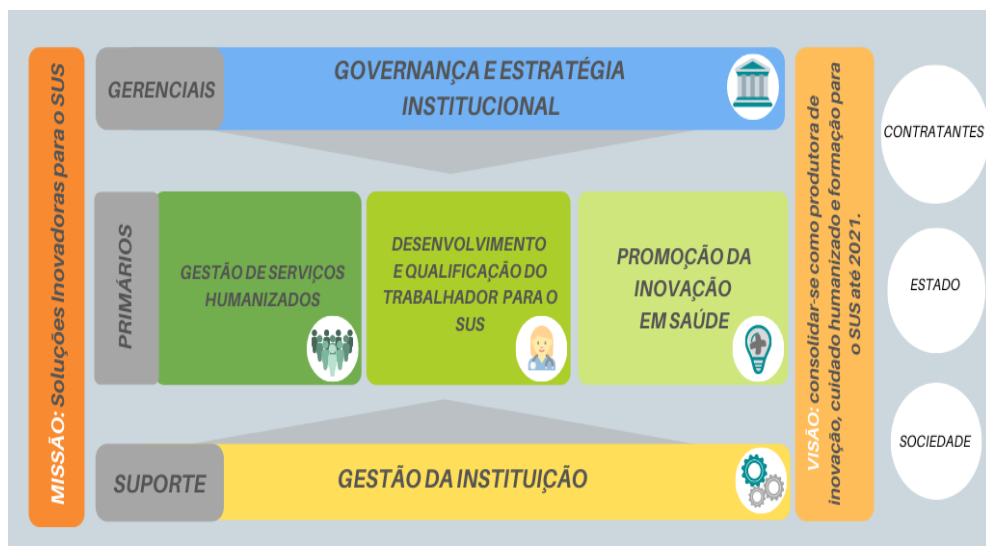 MISSÃO: Soluções Inovadoras para o SUS
GERENCIAIS
GOVERNANÇA E ESTRATÉGIA
INSTITUCIONAL
PRIMÁRIOS
GESTÃO DE SERVIÇOS
HUMANIZADOS
DESENVOLVIMENTO
E QUALIFICAÇÃO DO
TRABALHADOR PARA O
SUS
PROMOÇÃO DA
INOVAÇÃO
EM SAÚDE
SUPORTE
GESTÃO DA INSTITUIÇÃO
VISÃO: consolidar-se como produtora de
inovação, cuidado humanizado e formação para
o SUS até 2021.
CONTRATANTES
ESTADO
SOCIEDADE